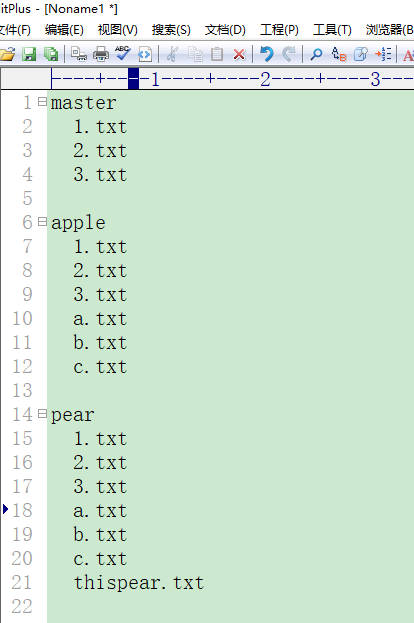 itPlus - [Noname1 *]
文件(F) 编辑(E) 视图(V) 搜索(S) 文档(D) 工程(P) 工具(T) 浏览器(B
----+----1----+----2----+----3---
1 master
2 1.txt
3 2.txt
4 3.txt
5
6 apple
7 1.txt
8 2.txt
9 3.txt
10 a.txt
11 b.txt
12 c.txt
13
14 pear
15 1.txt
16 2.txt
17 3.txt
18 a.txt
19 b.txt
20 c.txt
21 thispear.txt
22